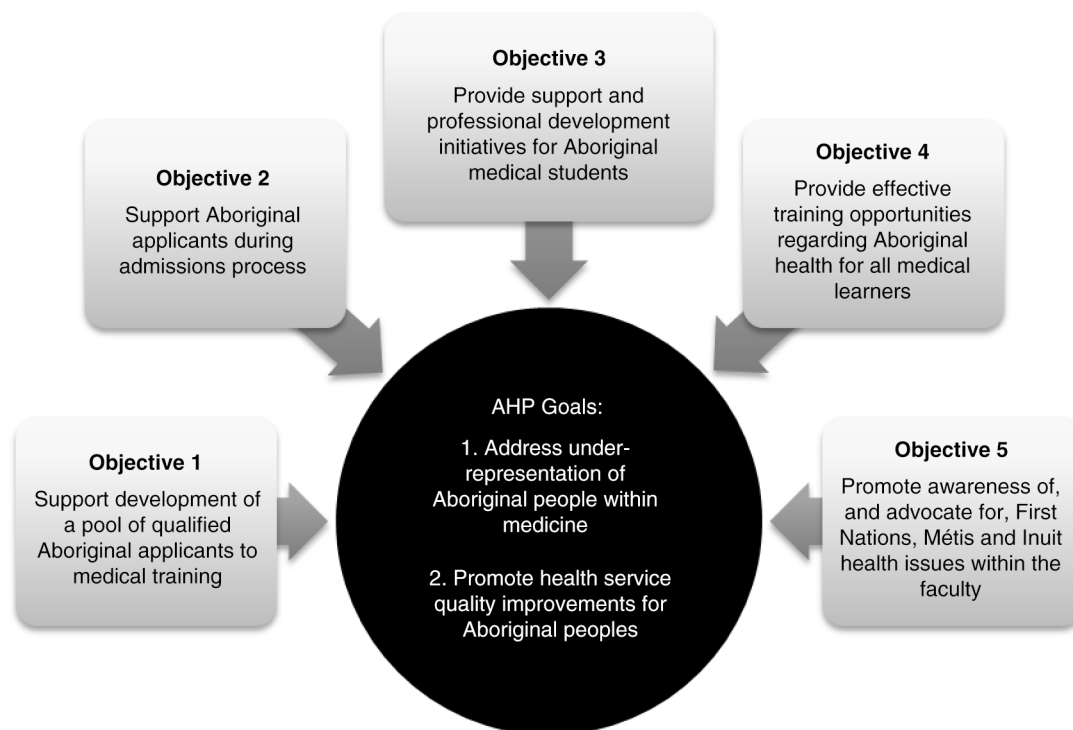 Objective 3
Provide support and
professional development
initiatives for Aboriginal
medical students
Objective 2
Support Aboriginal
applicants during
admissions process
Objective 4
Provide effective
training opportunities
regarding Aboriginal
health for all medical
learners
Objective 1
Support development of
a pool of qualified
Aboriginal applicants to
medical training
AHP Goals:
1. Address under-
representation of
Aboriginal people within
medicine
2. Promote health service
quality improvements for
Aboriginal peoples
Objective 5
Promote awareness of,
and advocate for, First
Nations, Métis and Inuit
health issues within the
faculty